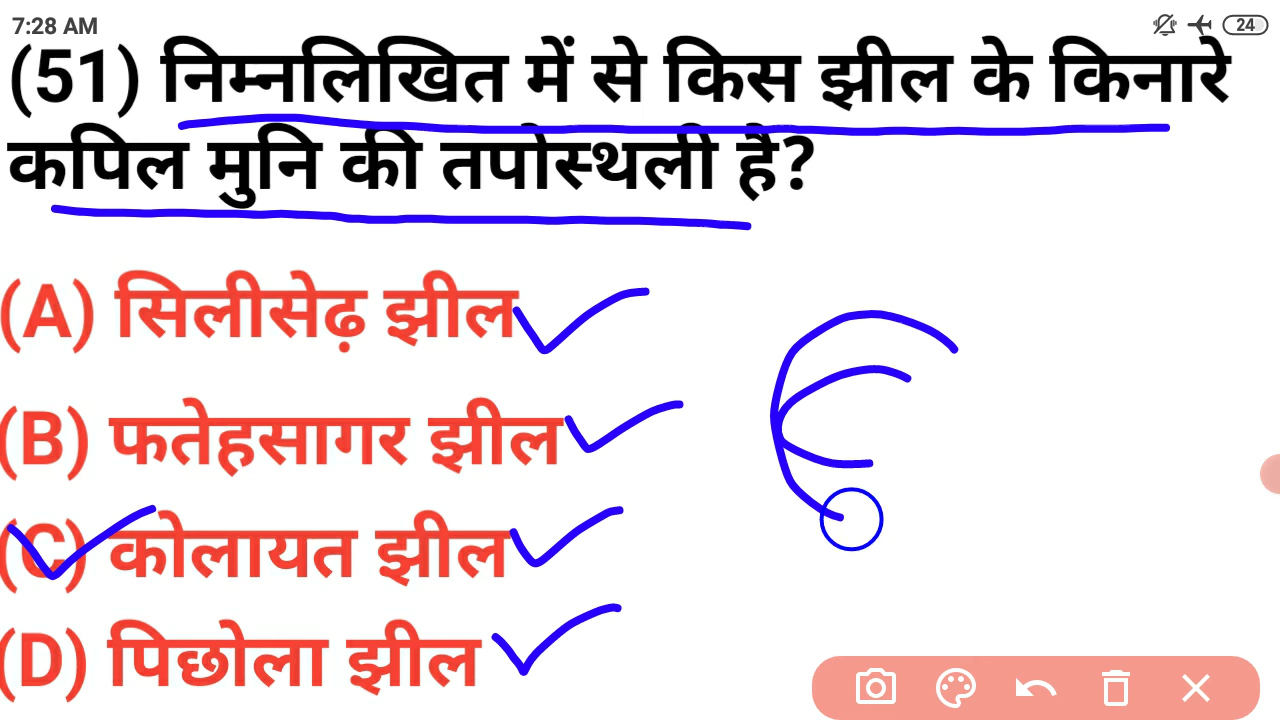 7:28 AM
24
(51) निम्नलिखित में से किस झील के किनारे
कपिल मुनि की तपोस्थली है?
(A) सिलीसेढ़ झील
(B) फतेहसागर झील
(C) कोलायत झील
(D) पिछोला झील